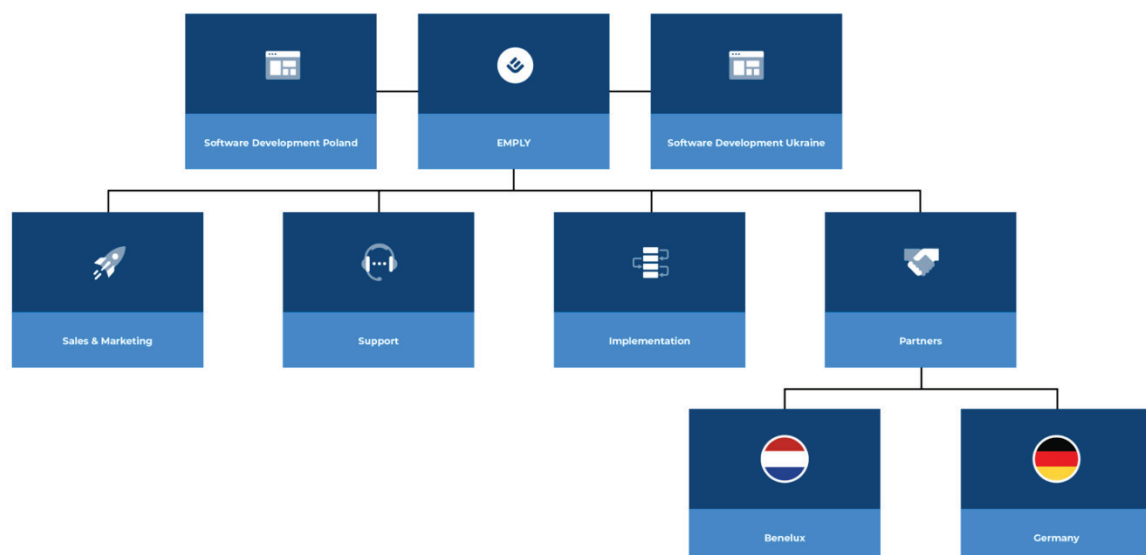 Software Development Poland
EMPLY
Software Development Ukraine
Sales & Marketing
Support
Implementation
Partners
Benelux
Germany